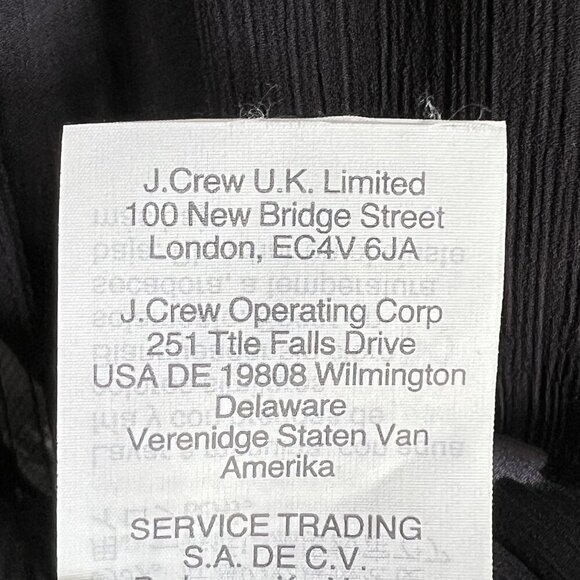 J.Crew U.K. Limited
100 New Bridge Street
London, EC4V 6JA
J.Crew Operating Corp
251 Ttle Falls Drive
USA DE 19808 Wilmington
Delaware
Verenidge Staten Van
Amerika
SERVICE TRADING
S.A. DE C.V.